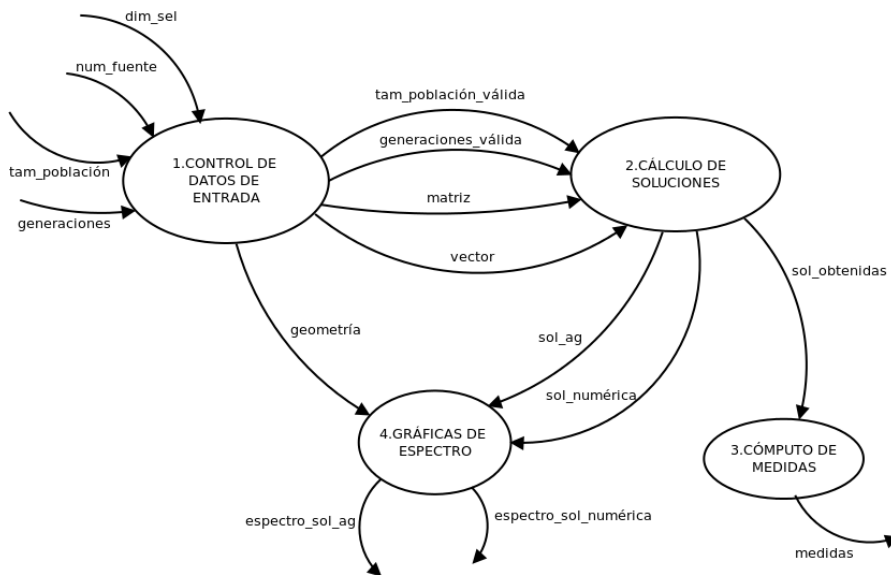 dim_sel
num_fuente
tam_población
generaciones
1.CONTROL DE
DATOS DE
ENTRADA
tam_población_válida
generaciones_válida
matriz
vector
2.CÁLCULO DE
SOLUCIONES
geometría
sol_ag
sol_numérica
sol_obtenidas
4.GRÁFICAS DE
ESPECTRO
3.CÓMPUTO DE
MEDIDAS
espectro_sol_ag
espectro_sol_numérica
medidas